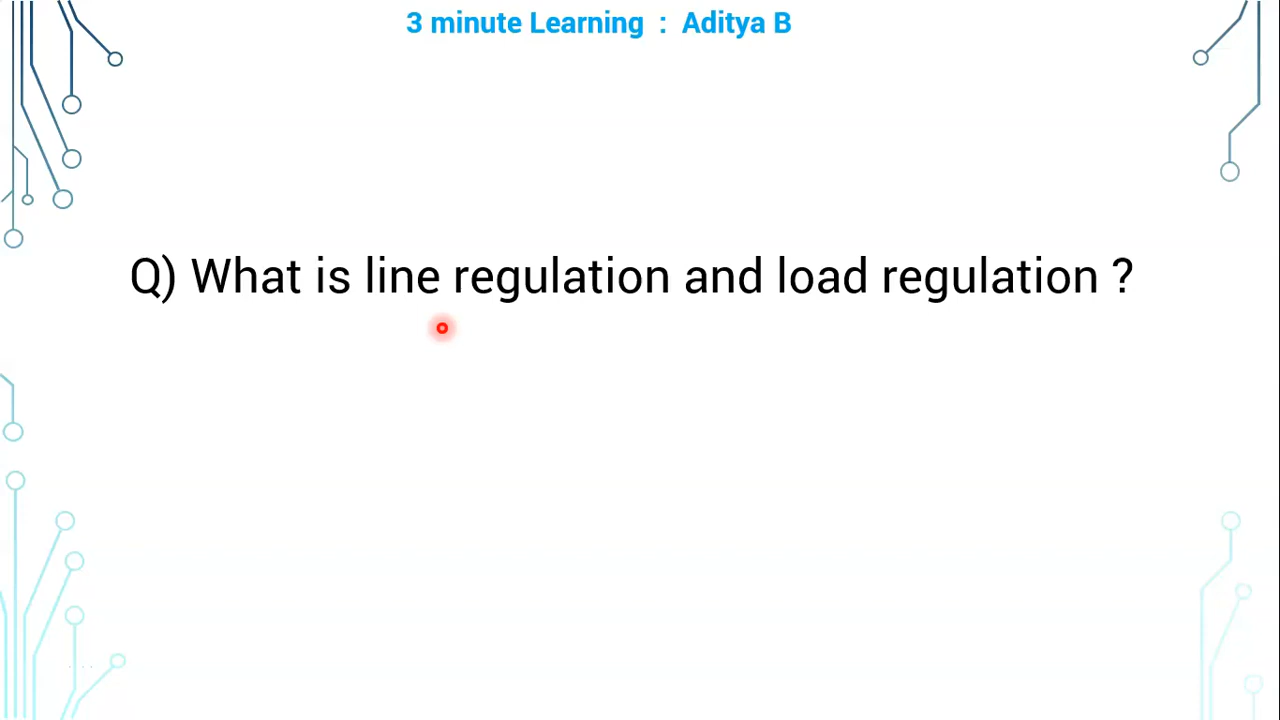 3 minute Learning : Aditya B
Q) What is line regulation and load regulation ?